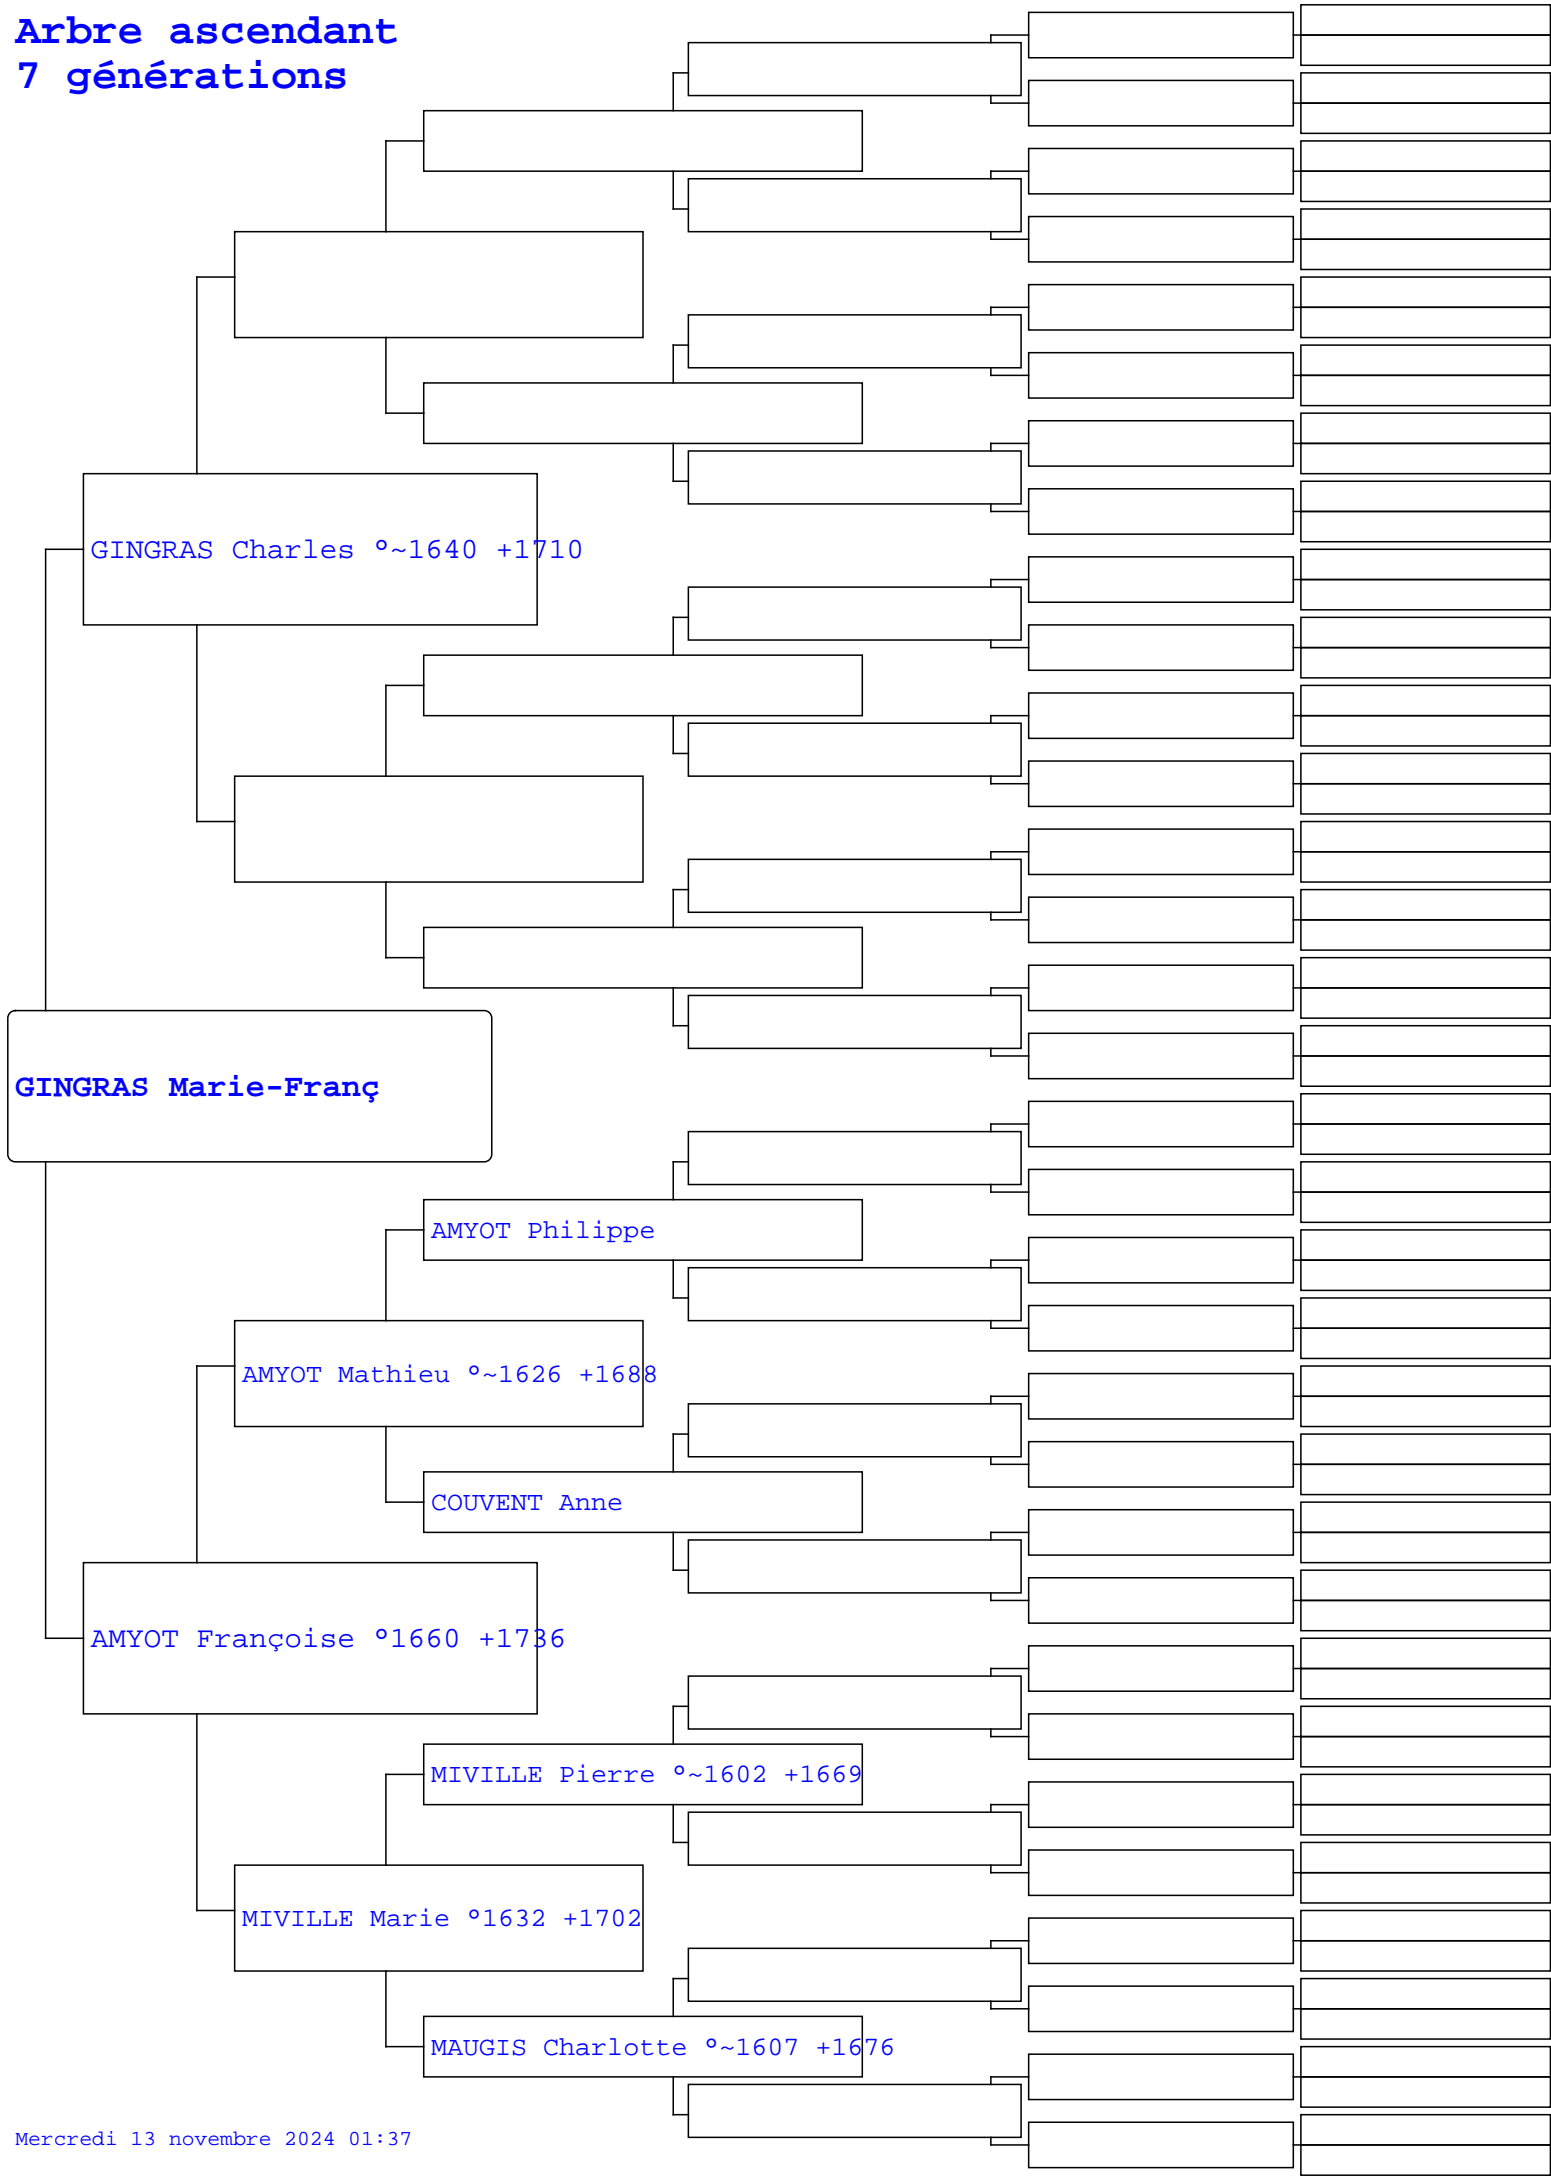 Arbre ascendant
7 générations
GINGRAS Charles º~1640 +1710
GINGRAS Marie-Franç
AMYOT Philippe
AMYOT Mathieu º~1626 +1688
COUVENT Anne
AMYOT Françoise º1660 +1736
MIVILLE Pierre º~1602 +1669
MIVILLE Marie º1632 +1702
MAUGIS Charlotte º~1607 +1676
Mercredi 13 novembre 2024 01:37